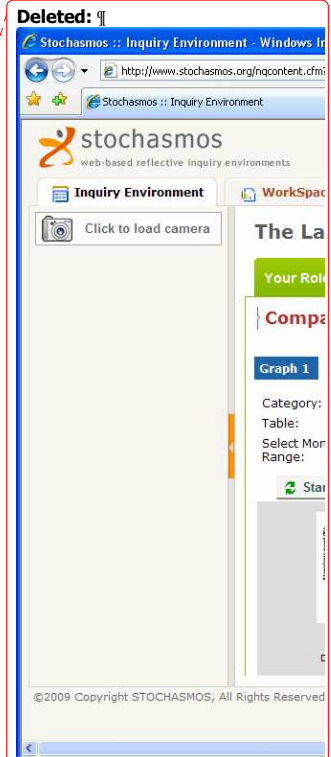 Deleted: ¶
Stochasmos :: Inquiry Environment - Windows In
http://www.stochasmos.org/nqcontent.cfm?
Stochasmos :: Inquiry Environment
stochasmos
web-based reflective inquiry environments
Inquiry Environment
WorkSpac
Click to load camera
The La
Your Role
Compa
Graph 1
Category:
Table:
Select Mon
Range:
Star
©2009 Copyright STOCHASMOS, All Rights Reserved